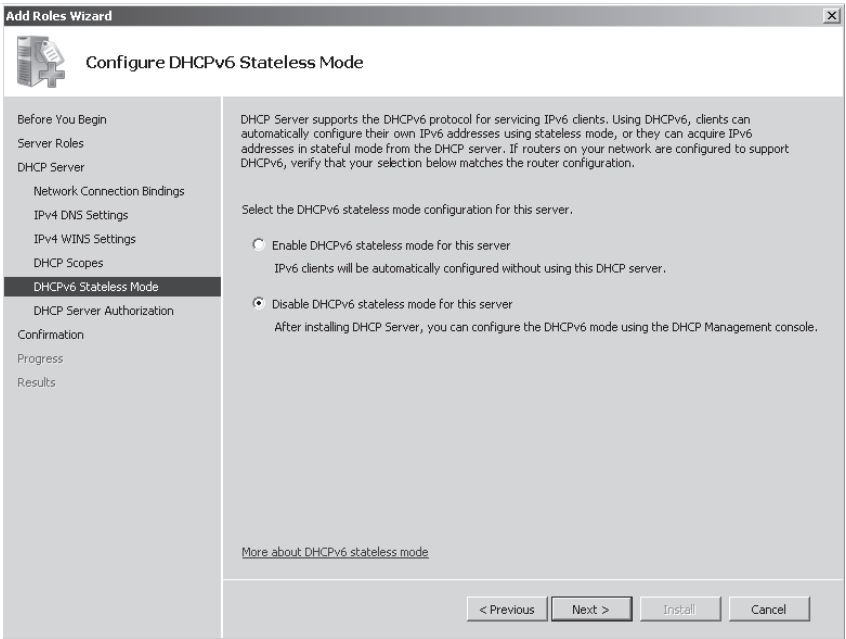 Add Roles Wizard
Configure DHCPv6 Stateless Mode
Before You Begin
Server Roles
DHCP Server
Network Connection Bindings
IPv4 DNS Settings
IPv4 WINS Settings
DHCP Scopes
DHCPv6 Stateless Mode
DHCP Server Authorization
Confirmation
Progress
Results
DHCP Server supports the DHCPv6 protocol for servicing IPv6 clients. Using DHCPv6, clients can
automatically configure their own IPv6 addresses using stateless mode, or they can acquire IPv6
addresses in stateful mode from the DHCP server. If routers on your network are configured to support
DHCPv6, verify that your selection below matches the router configuration.
Select the DHCPv6 stateless mode configuration for this server.
Enable DHCPv6 stateless mode for this server
IPv6 clients will be automatically configured without using this DHCP server.
Disable DHCPv6 stateless mode for this server
After installing DHCP Server, you can configure the DHCPv6 mode using the DHCP Management console.
More about DHCPv6 stateless mode
< Previous
Next >
Install
Cancel